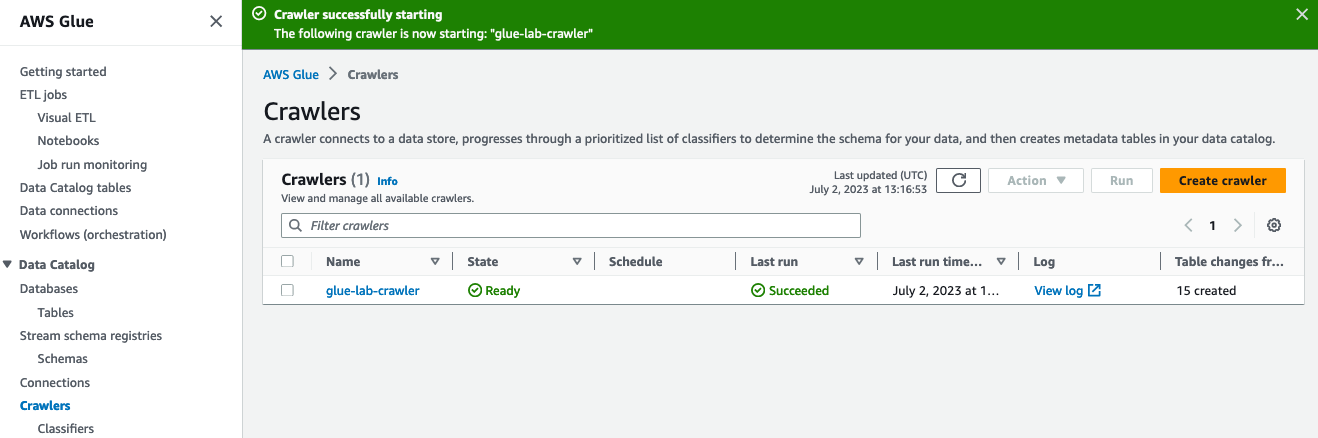 AWS Glue
Getting started
ETL jobs
Visual ETL
Notebooks
Job run monitoring
Data Catalog tables
Data connections
Workflows (orchestration)
Data Catalog
Databases
Tables
Stream schema registries
Schemas
Connections
Crawlers
Classifiers
Crawler successfully starting
The following crawler is now starting: "glue-lab-crawler"
AWS Glue > Crawlers
Crawlers
A crawler connects to a data store, progresses through a prioritized list of classifiers to determine the schema for your data, and then creates metadata tables in your data catalog.
Crawlers (1) Info
View and manage all available crawlers.
Last updated (UTC)
July 2, 2023 at 13:16:53
Action Run Create crawler
Filter crawlers
1
Name State Schedule Last run Last run time... Log Table changes fr...
glue-lab-crawler Ready Succeeded July 2, 2023 at 1... View log 15 created